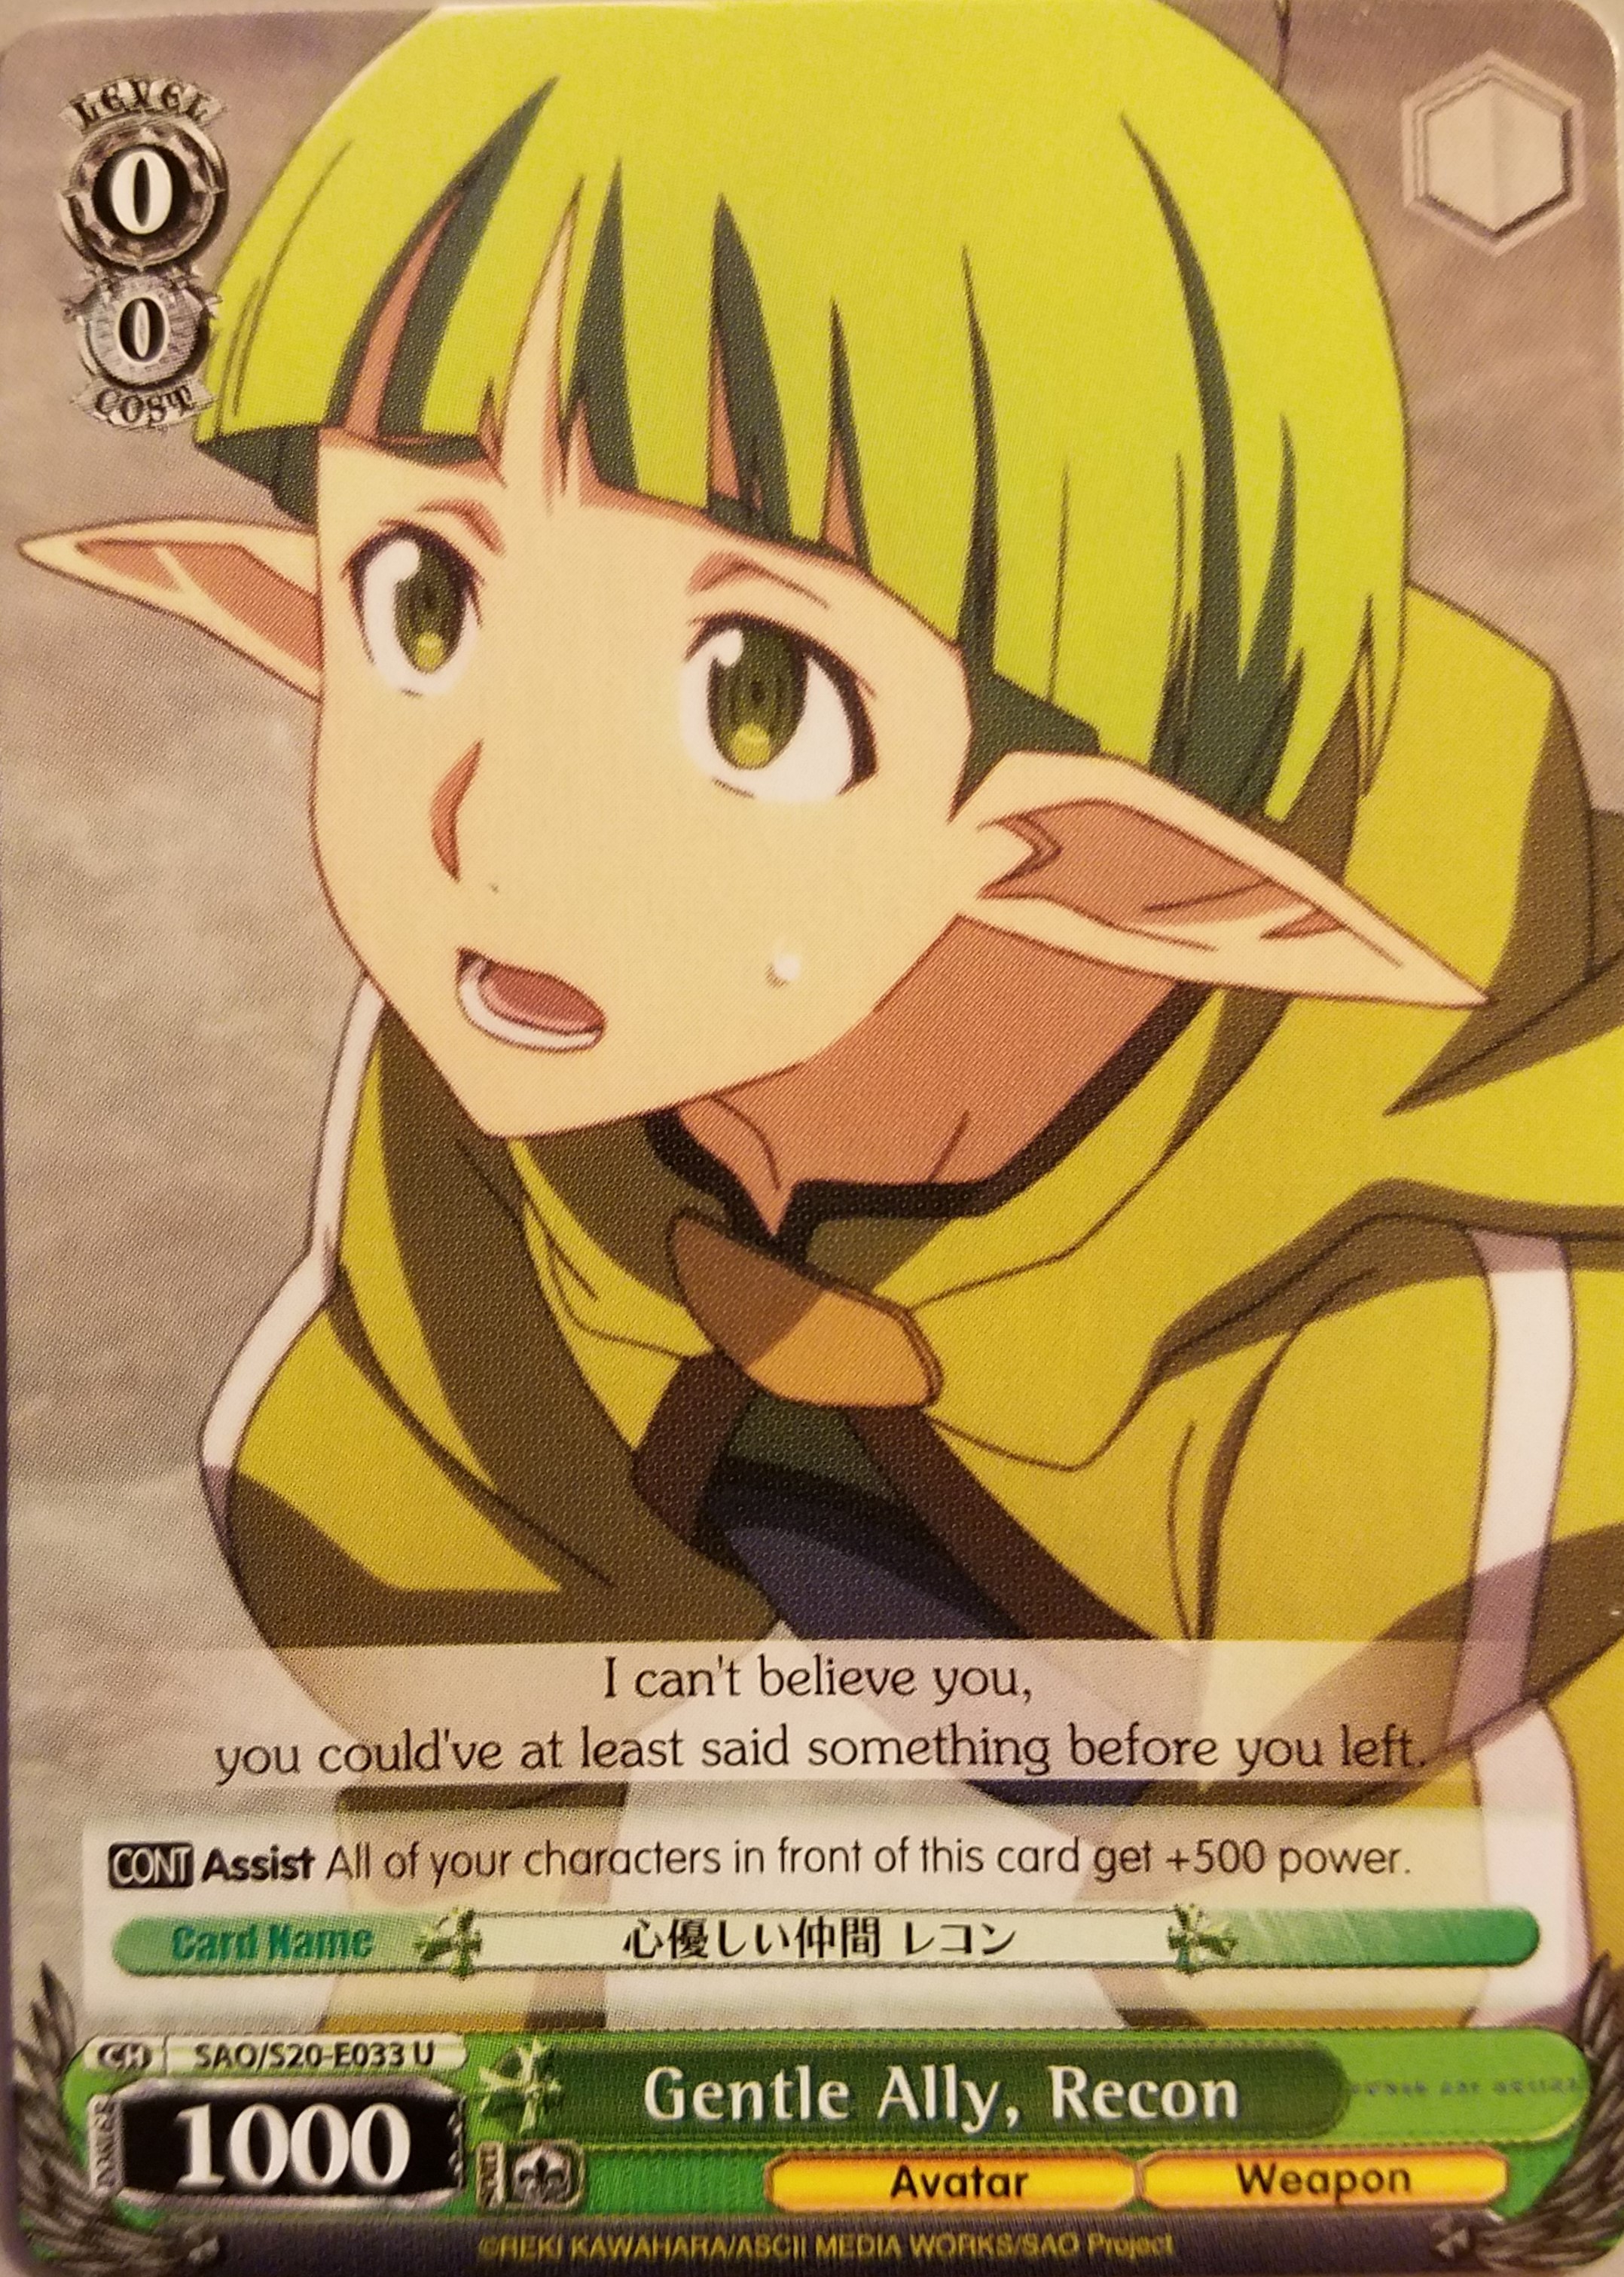 LEVEL
0
0
COST
I can't believe you,
you could've at least said something before you left.
CONT Assist All of your characters in front of this card get +500 power.
Card Name 心優しい仲間 レコン
CH SAO/S20-E033 U
Gentle Ally, Recon
POWER 1000 SOUL
Avatar Weapon
©REKI KAWAHARA/ASCII MEDIA WORKS/SAO Project